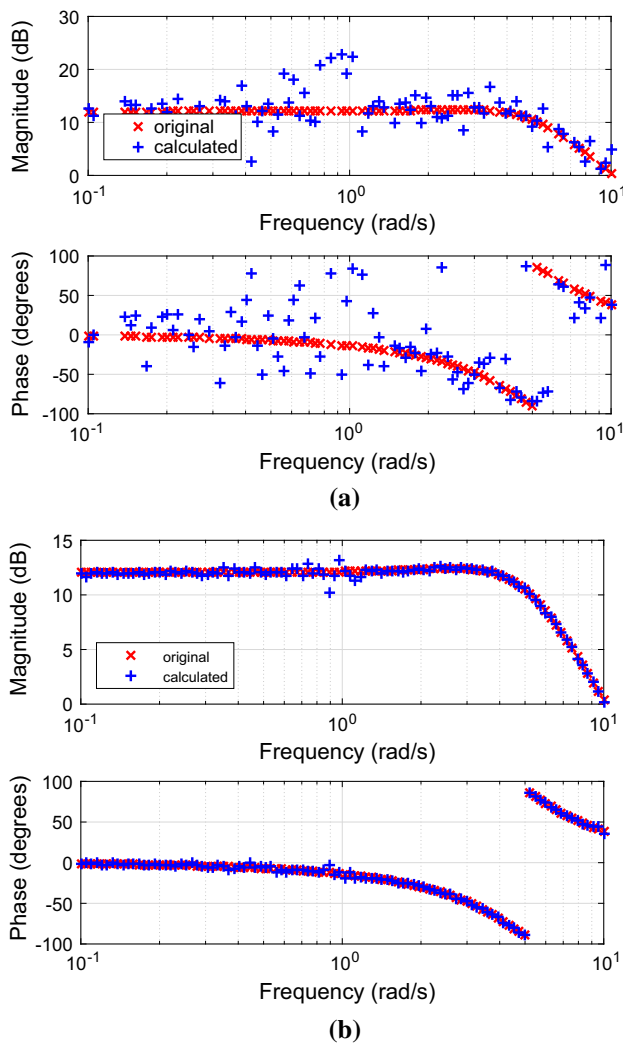 30
20
10
0
Magnitude (dB)
original
calculated
10^-1
10^0
10^1
Frequency (rad/s)
100
50
0
-50
-100
Phase (degrees)
10^-1
10^0
10^1
Frequency (rad/s)
(a)
15
10
5
0
Magnitude (dB)
original
calculated
10^-1
10^0
10^1
Frequency (rad/s)
100
50
0
-50
-100
Phase (degrees)
10^-1
10^0
10^1
Frequency (rad/s)
(b)